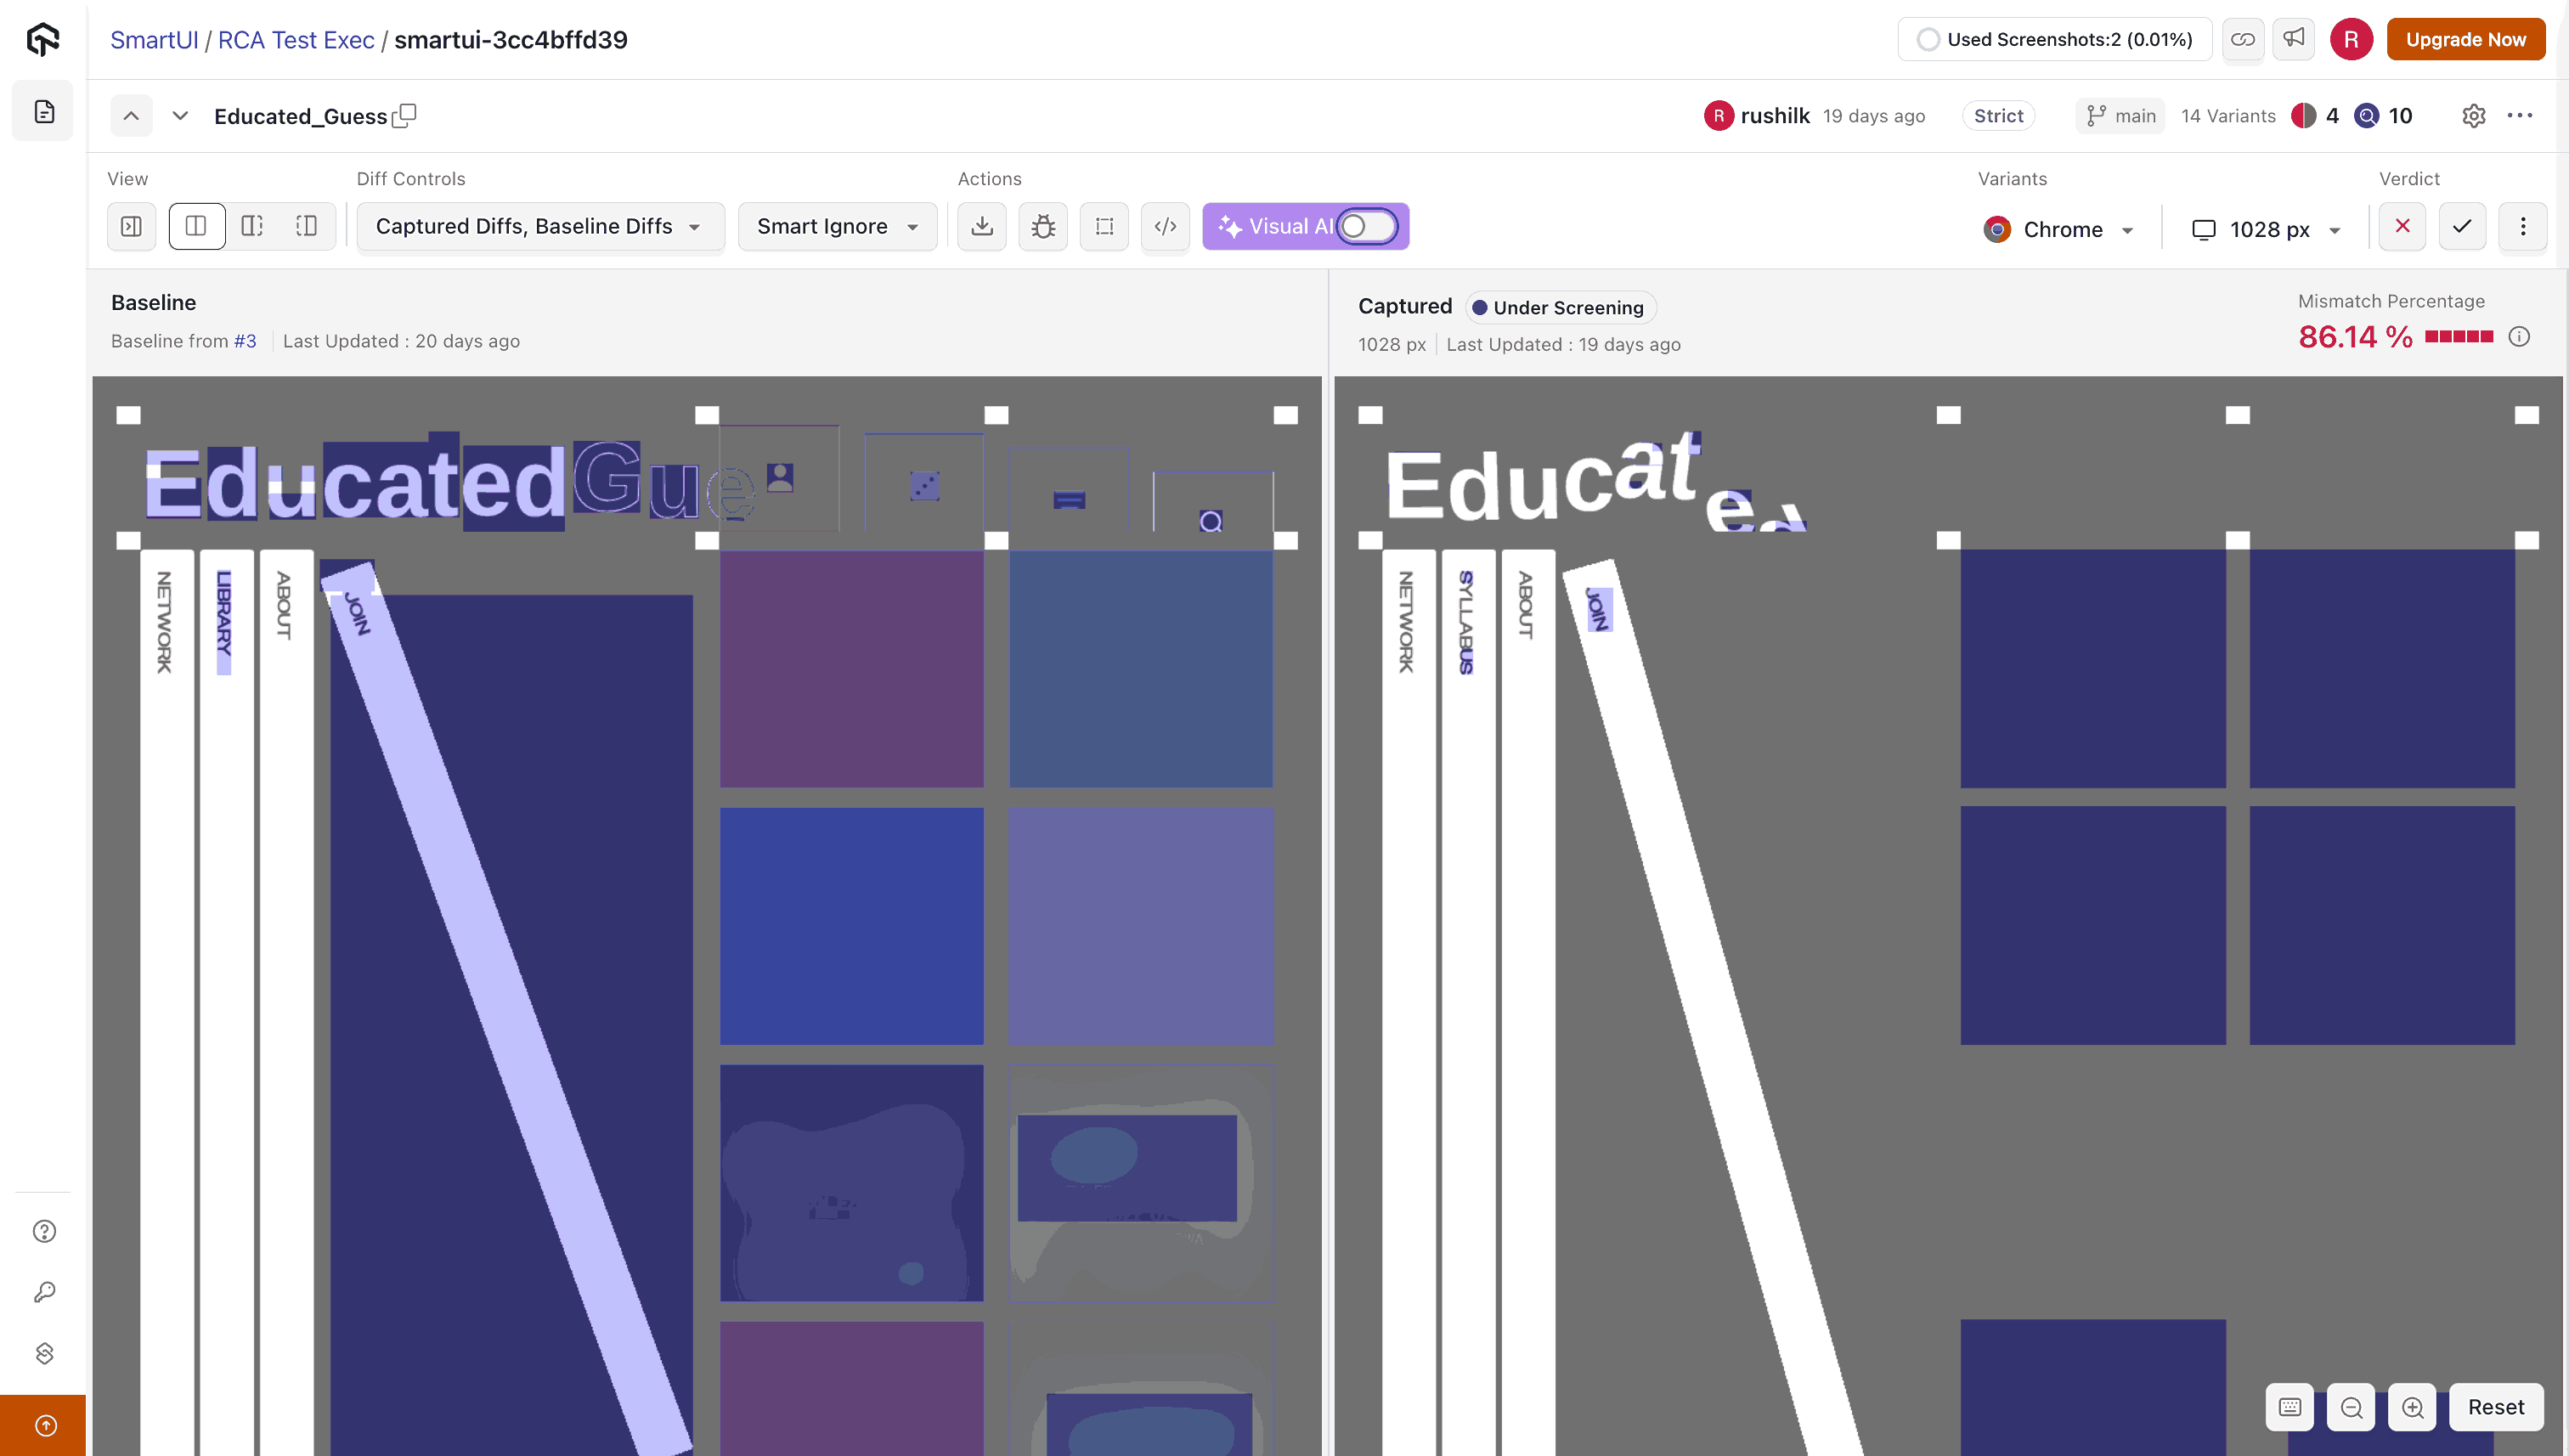 SmartUI / RCA Test Exec / smartui-3cc4bffd39
Used Screenshots:2 (0.01%)
R
Upgrade Now
Educated_Guess
R rushilk 19 days ago
Strict
main
14 Variants
4
10
View
Diff Controls
Actions
Variants
Verdict
Captured Diffs, Baseline Diffs
Smart Ignore
Visual AI
Chrome
1028 px
Baseline
Baseline from #3
Last Updated : 20 days ago
Captured
Under Screening
1028 px
Last Updated : 19 days ago
Mismatch Percentage
86.14 %
EducatedGue
NETWORK
LIBRARY
ABOUT
JOIN
Educated
NETWORK
SYLLABUS
ABOUT
JOIN
Reset